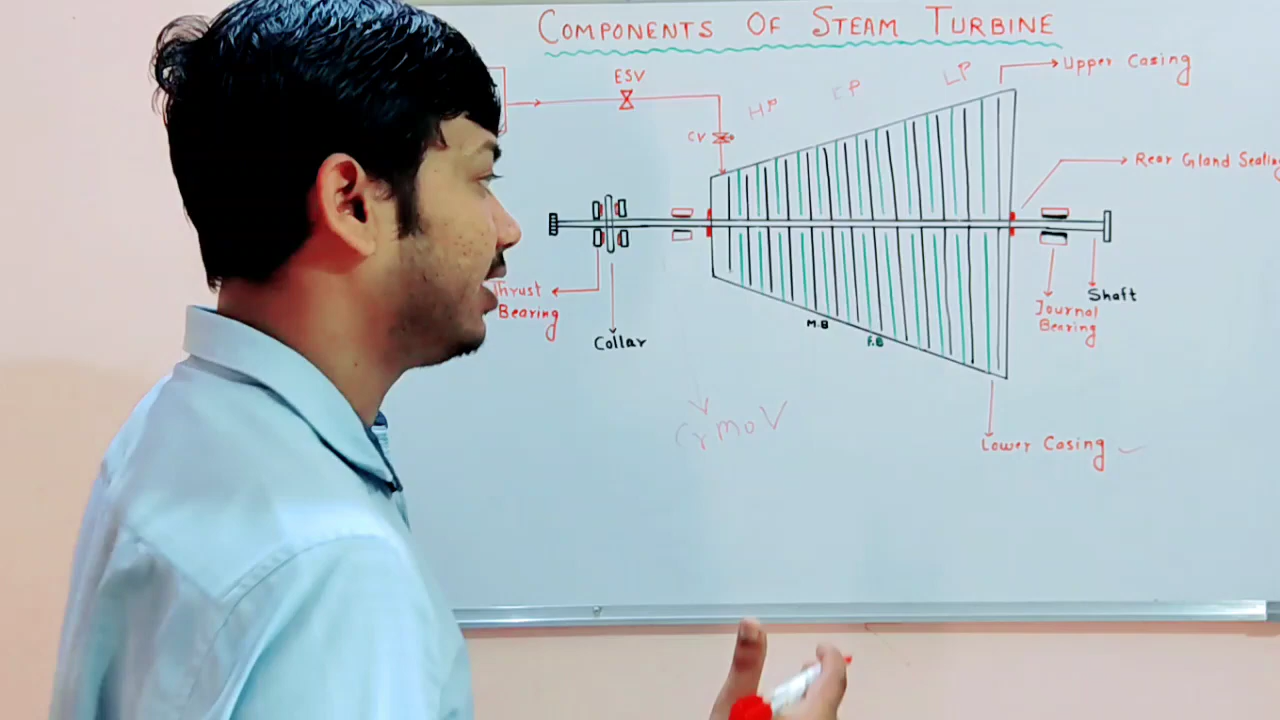 COMPONENTS OF STEAM TURBINE
ESV
HP
LP
Upper Casing
CV
Rear Gland Sealing
Thrust
Bearing
Collar
Shaft
Journal
Bearing
M.B
F.B
CrMoV
Lower Casing